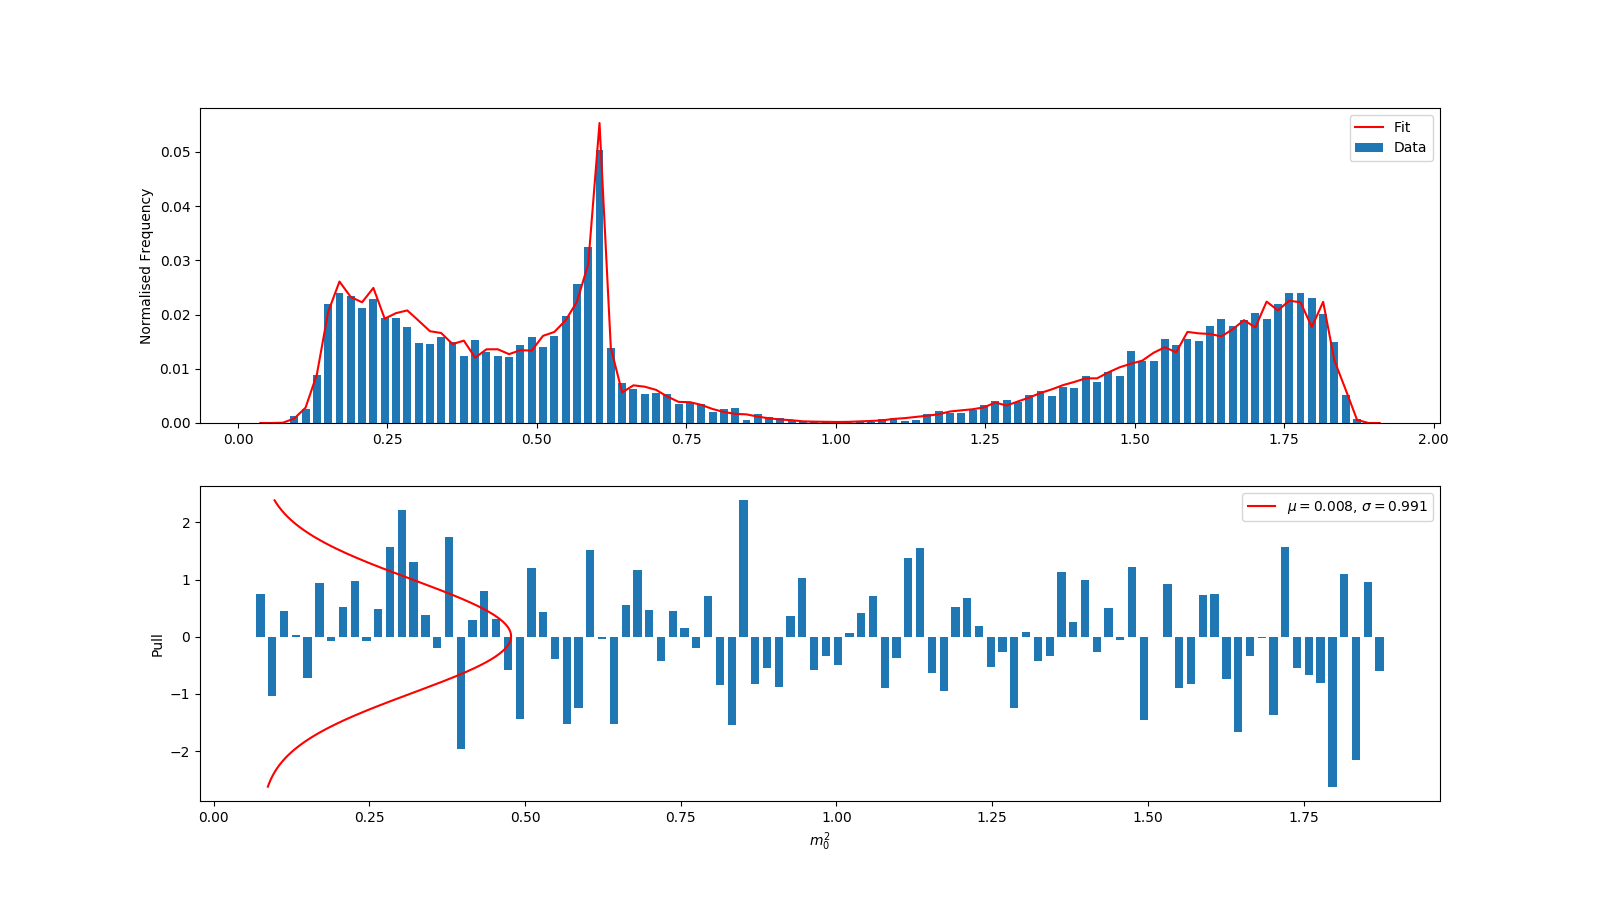 Normalised Frequency
0.05
0.04
0.03
0.02
0.01
0.00
0.00 0.25 0.50 0.75 1.00 1.25 1.50 1.75 2.00
Fit
Data
Pull
2
1
0
−1
−2
0.00 0.25 0.50 0.75 1.00 1.25 1.50 1.75
μ = 0.008, σ = 0.991
m₀²